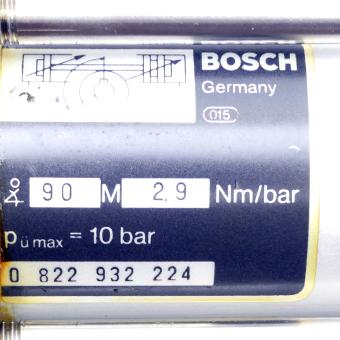 BOSCH
Germany
015
∢° 90 M 2,9 Nm/bar
pü max = 10 bar
0 822 932 224